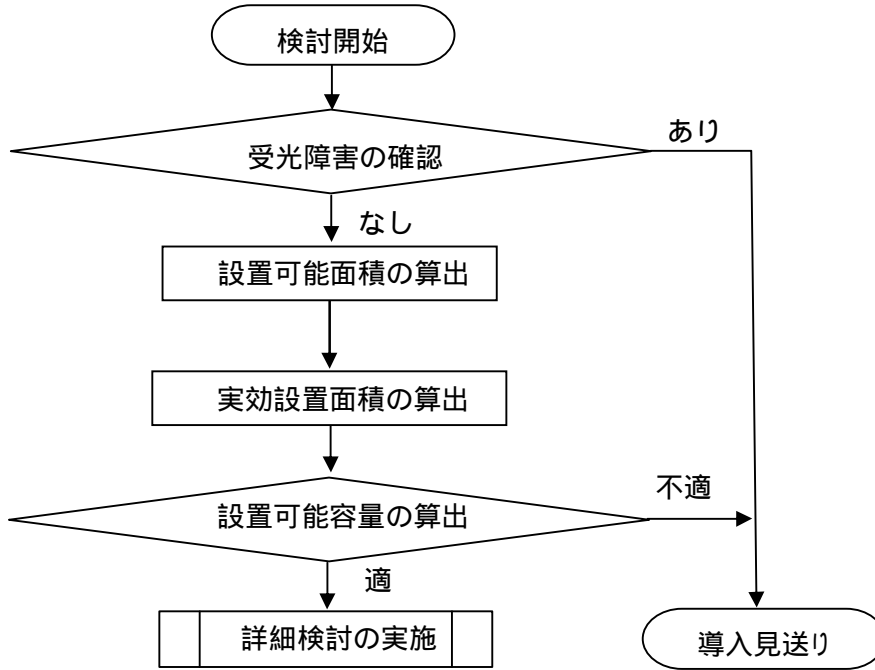 検討開始
受光障害の確認
あり
なし
設置可能面積の算出
実効設置面積の算出
設置可能容量の算出
不適
適
詳細検討の実施
導入見送り